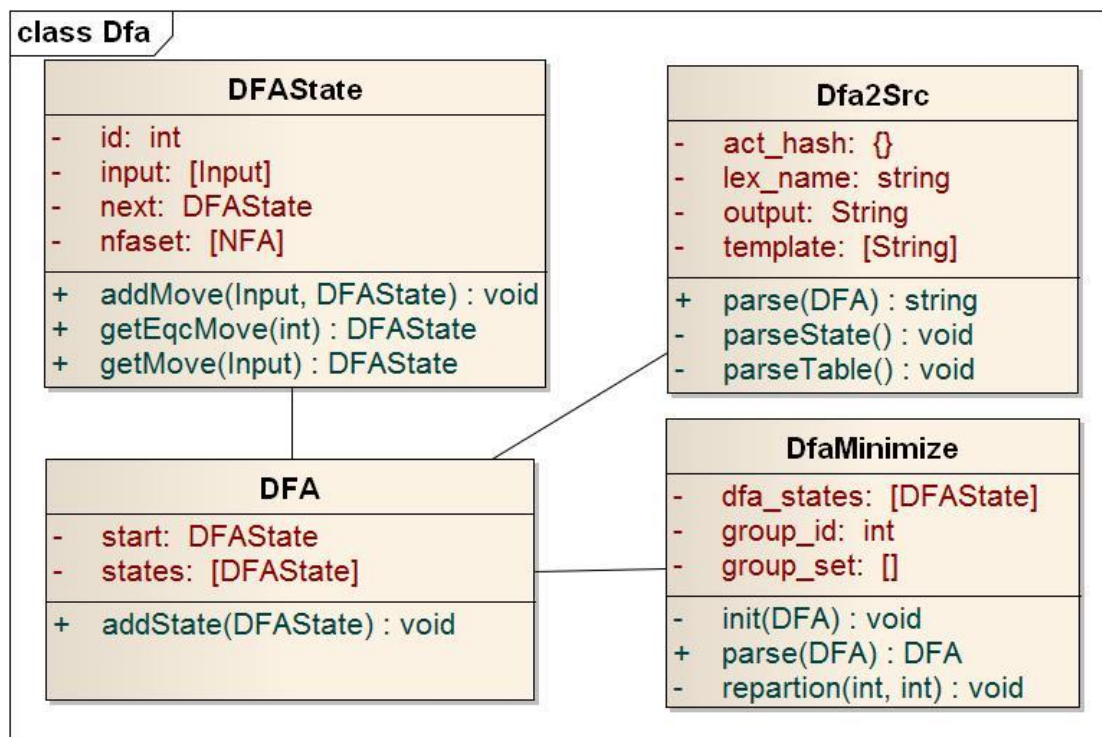 class Dfa
DFAState
- id: int
- input: [Input]
- next: DFAState
- nfaset: [NFA]
+ addMove(Input, DFAState) : void
+ getEqcMove(int) : DFAState
+ getMove(Input) : DFAState
Dfa2Src
- act_hash: {}
- lex_name: string
- output: String
- template: [String]
+ parse(DFA) : string
- parseState() : void
- parseTable() : void
DFA
- start: DFAState
- states: [DFAState]
+ addState(DFAState) : void
DfaMinimize
- dfa_states: [DFAState]
- group_id: int
- group_set: []
- init(DFA) : void
+ parse(DFA) : DFA
- repartion(int, int) : void